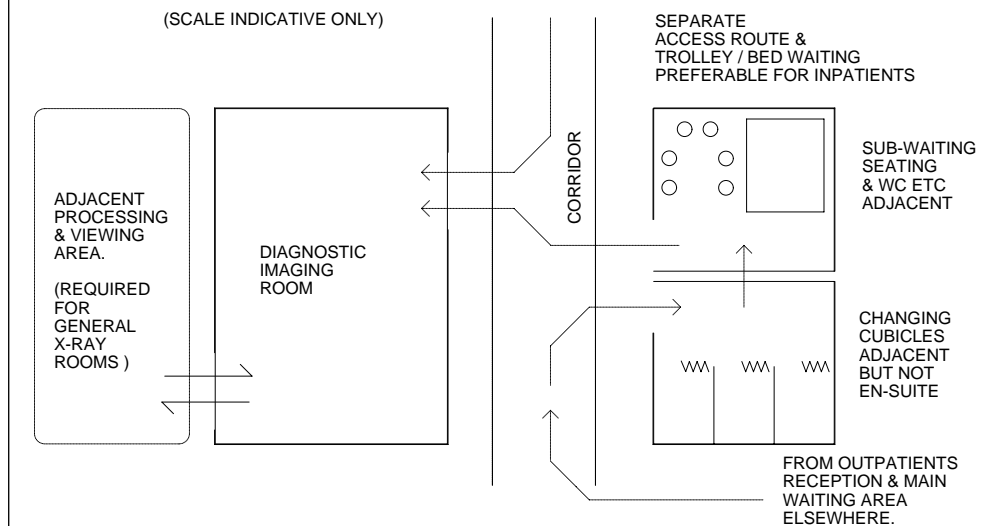 (SCALE INDICATIVE ONLY)
SEPARATE
ACCESS ROUTE &
TROLLEY / BED WAITING
PREFERABLE FOR INPATIENTS
ADJACENT
PROCESSING
& VIEWING
AREA.
(REQUIRED
FOR
GENERAL
X-RAY
ROOMS )
DIAGNOSTIC
IMAGING
ROOM
CORRIDOR
SUB-WAITING
SEATING
& WC ETC
ADJACENT
CHANGING
CUBICLES
ADJACENT
BUT NOT
EN-SUITE
FROM OUTPATIENTS
RECEPTION & MAIN
WAITING AREA
ELSEWHERE.